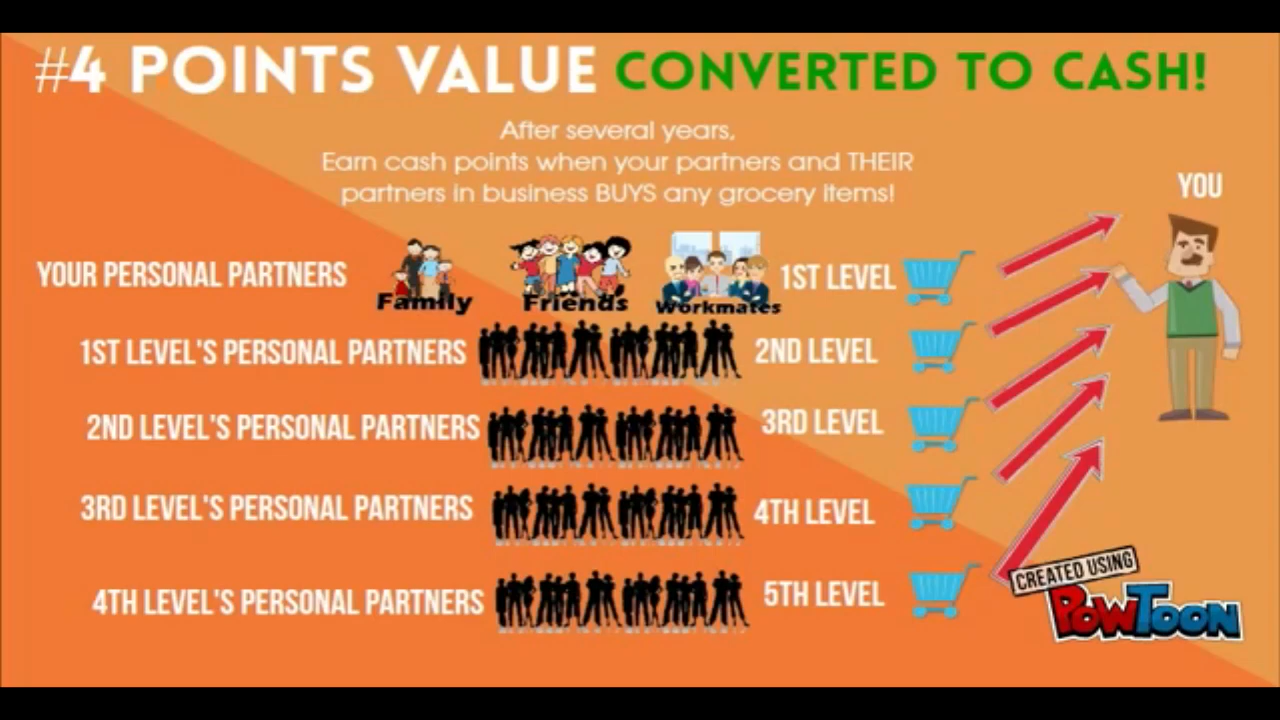 #4 POINTS VALUE CONVERTED TO CASH!
After several years,
Earn cash points when your partners and THEIR
partners in business BUYS any grocery items!
YOU
YOUR PERSONAL PARTNERS
Family
Friends
Workmates
1ST LEVEL
1ST LEVEL'S PERSONAL PARTNERS
2ND LEVEL
2ND LEVEL'S PERSONAL PARTNERS
3RD LEVEL
3RD LEVEL'S PERSONAL PARTNERS
4TH LEVEL
4TH LEVEL'S PERSONAL PARTNERS
5TH LEVEL
CREATED USING
POWTOON